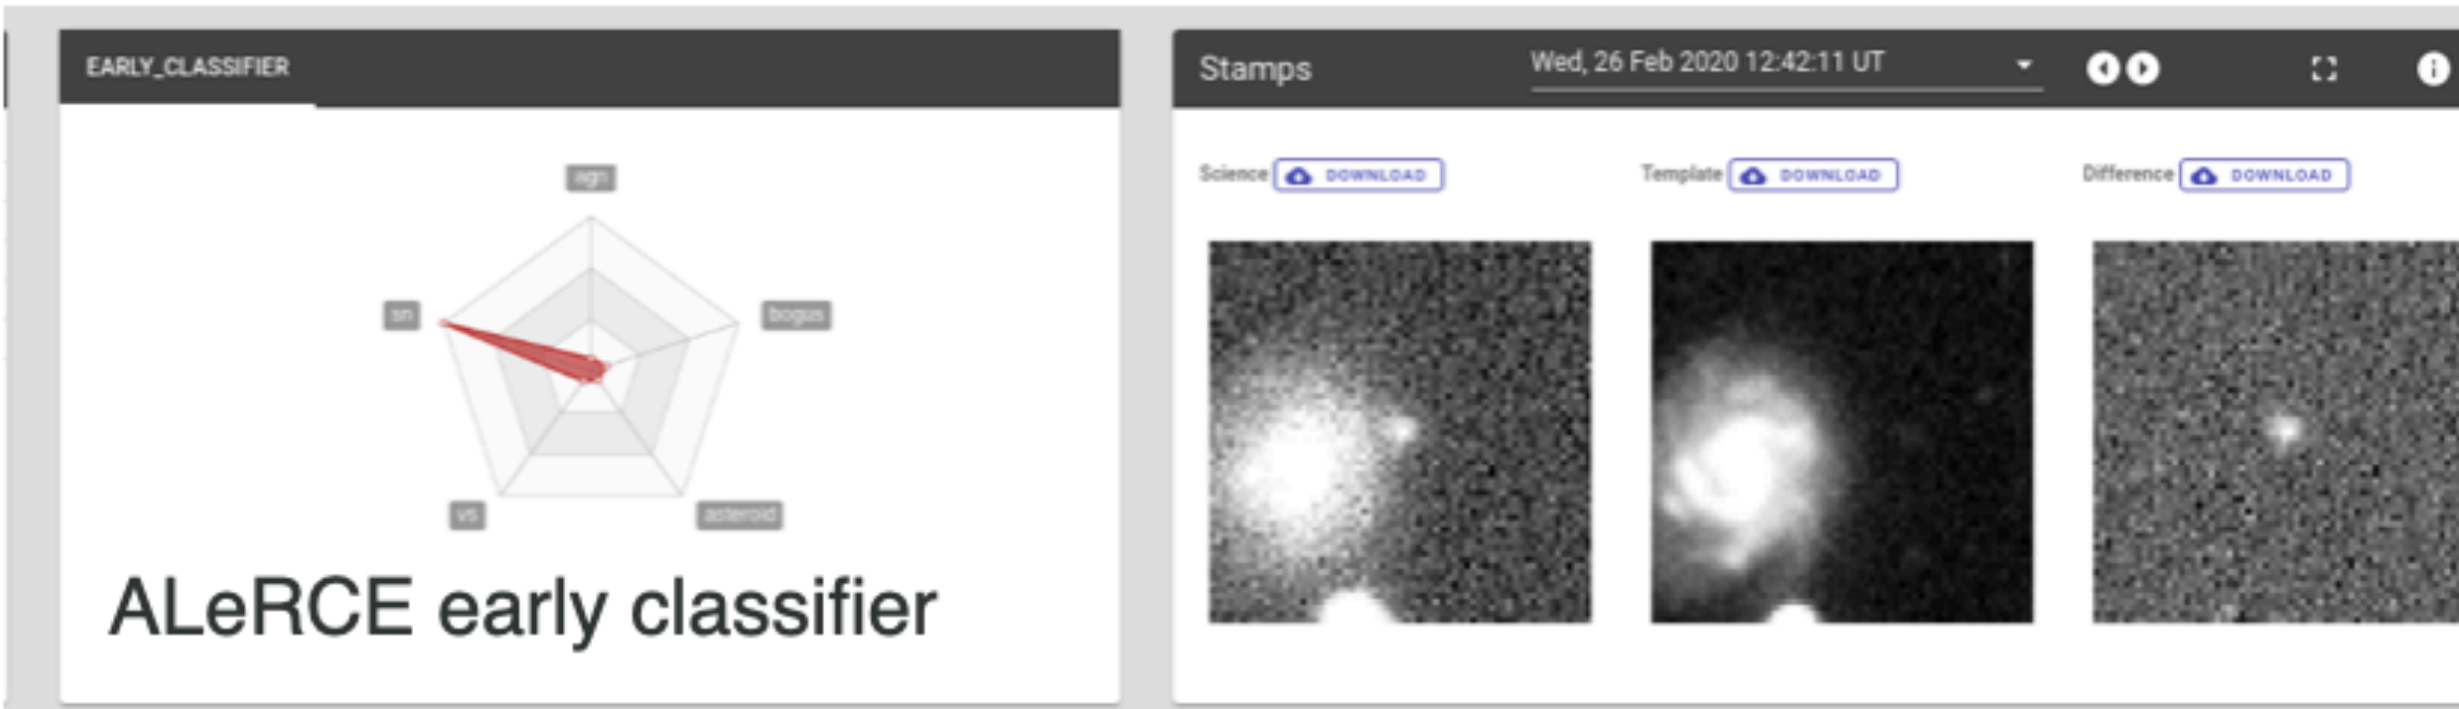 EARLY_CLASSIFIER
agn
sn
bogus
vs
asteroid
ALeRCE early classifier
Stamps
Wed, 26 Feb 2020 12:42:11 UT
Science DOWNLOAD
Template DOWNLOAD
Difference DOWNLOAD